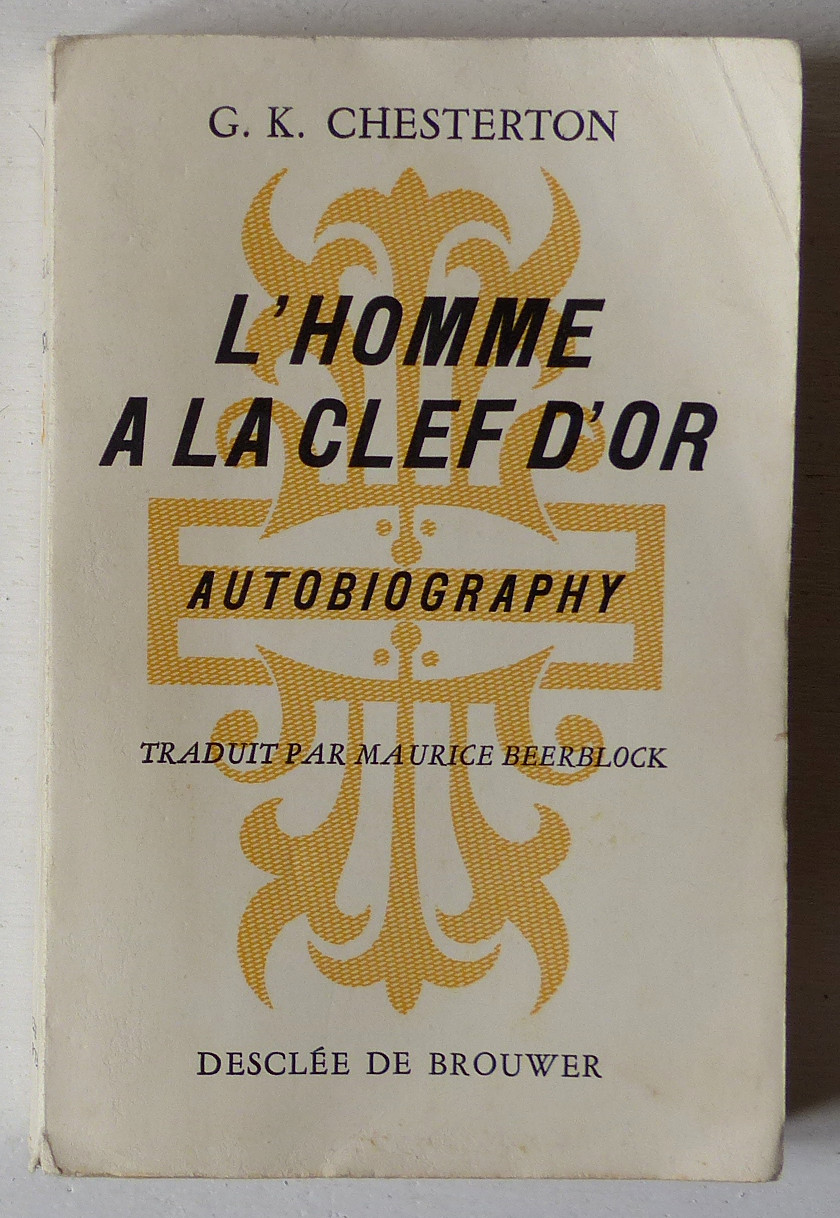 G. K. CHESTERTON
L'HOMME
A LA CLEF D'OR
AUTOBIOGRAPHY
TRADUIT PAR MAURICE BEERBLOCK
DESCLÉE DE BROUWER